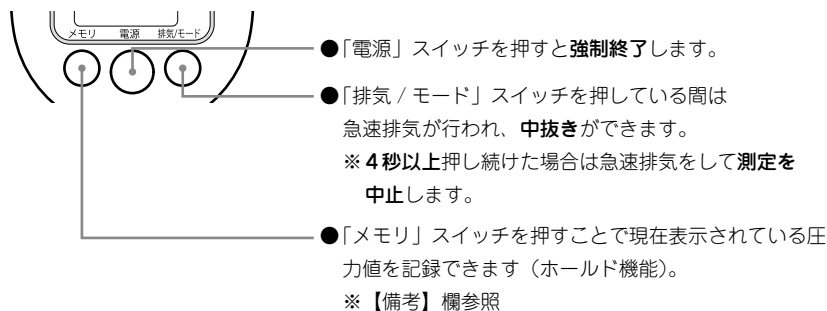 メモリ 電源 排気/モード
●「電源」スイッチを押すと強制終了します。
●「排気 / モード」スイッチを押している間は
急速排気が行われ、中抜きができます。
※4秒以上押し続けた場合は急速排気をして測定を
中止します。
●「メモリ」スイッチを押すことで現在表示されている圧
力値を記録できます（ホールド機能）。
※【備考】欄参照